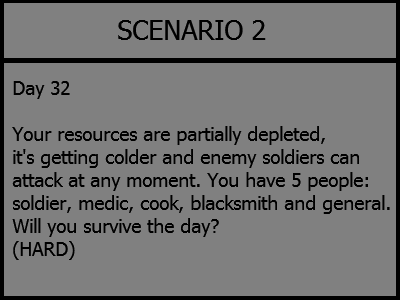 SCENARIO 2
Day 32
Your resources are partially depleted,
it's getting colder and enemy soldiers can
attack at any moment. You have 5 people:
soldier, medic, cook, blacksmith and general.
Will you survive the day?
(HARD)